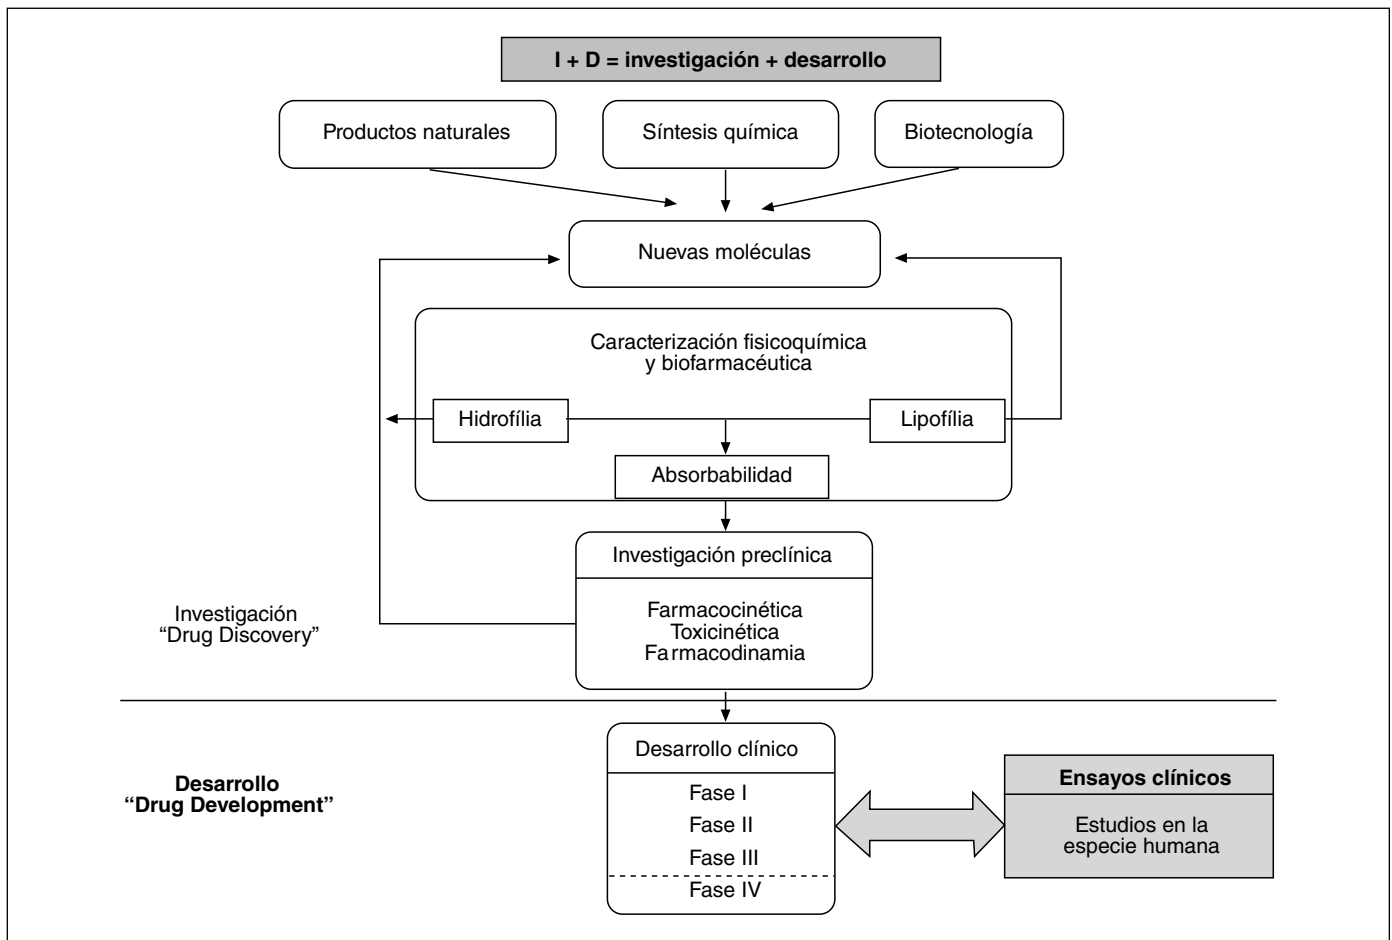 I + D = investigación + desarrollo
Productos naturales
Síntesis química
Biotecnología
Nuevas moléculas
Caracterización fisicoquímica
y biofarmacéutica
Hidrofília
Lipofília
Absorbabilidad
Investigación preclínica
Farmacocinética
Toxicinética
Farmacodinamia
Investigación
“Drug Discovery”
Desarrollo clínico
Fase I
Fase II
Fase III
Fase IV
Desarrollo
“Drug Development”
Ensayos clínicos
Estudios en la
especie humana